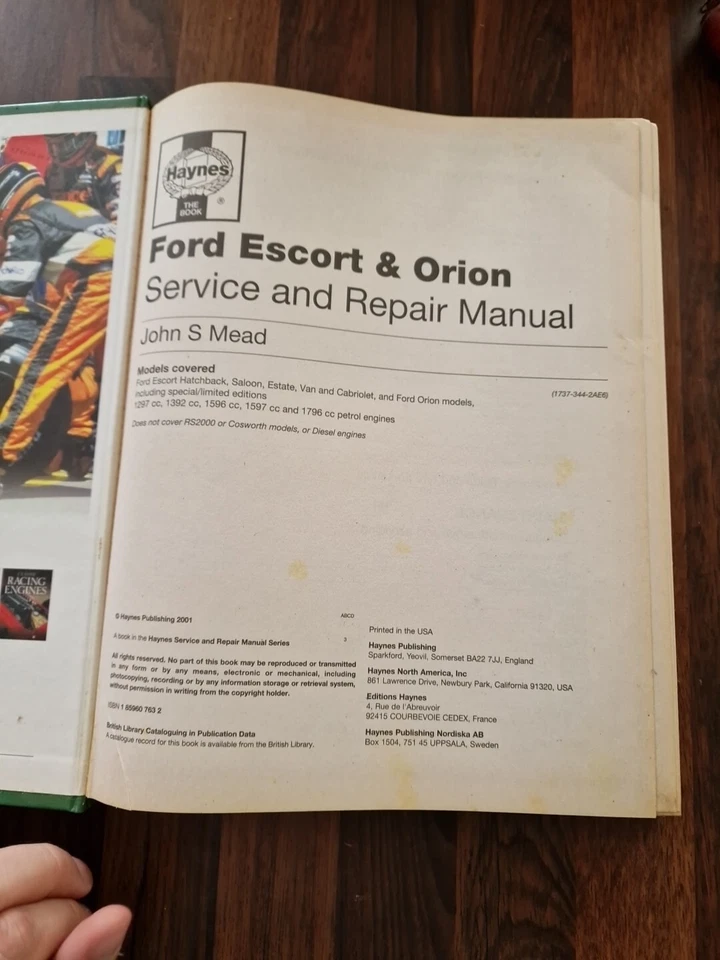 Haynes
THE
BOOK
®
Ford Escort & Orion
Service and Repair Manual
John S Mead
Models covered
(1737-344-2AE6)
Ford Escort Hatchback, Saloon, Estate, Van and Cabriolet, and Ford Orion models,
including special/limited editions
1297 cc, 1392 cc, 1596 cc, 1597 cc and 1796 cc petrol engines
Does not cover RS2000 or Cosworth models, or Diesel engines
RACING
ENGINES
© Haynes Publishing 2001
ABCD
3
A book in the Haynes Service and Repair Manual Series
All rights reserved. No part of this book may be reproduced or transmitted
in any form or by any means, electronic or mechanical, including
photocopying, recording or by any information storage or retrieval system,
without permission in writing from the copyright holder.
ISBN 1 85960 763 2
British Library Cataloguing in Publication Data
A catalogue record for this book is available from the British Library.
Printed in the USA
Haynes Publishing
Sparkford, Yeovil, Somerset BA22 7JJ, England
Haynes North America, Inc
861 Lawrence Drive, Newbury Park, California 91320, USA
Editions Haynes
4, Rue de l'Abreuvoir
92415 COURBEVOIE CEDEX, France
Haynes Publishing Nordiska AB
Box 1504, 751 45 UPPSALA, Sweden